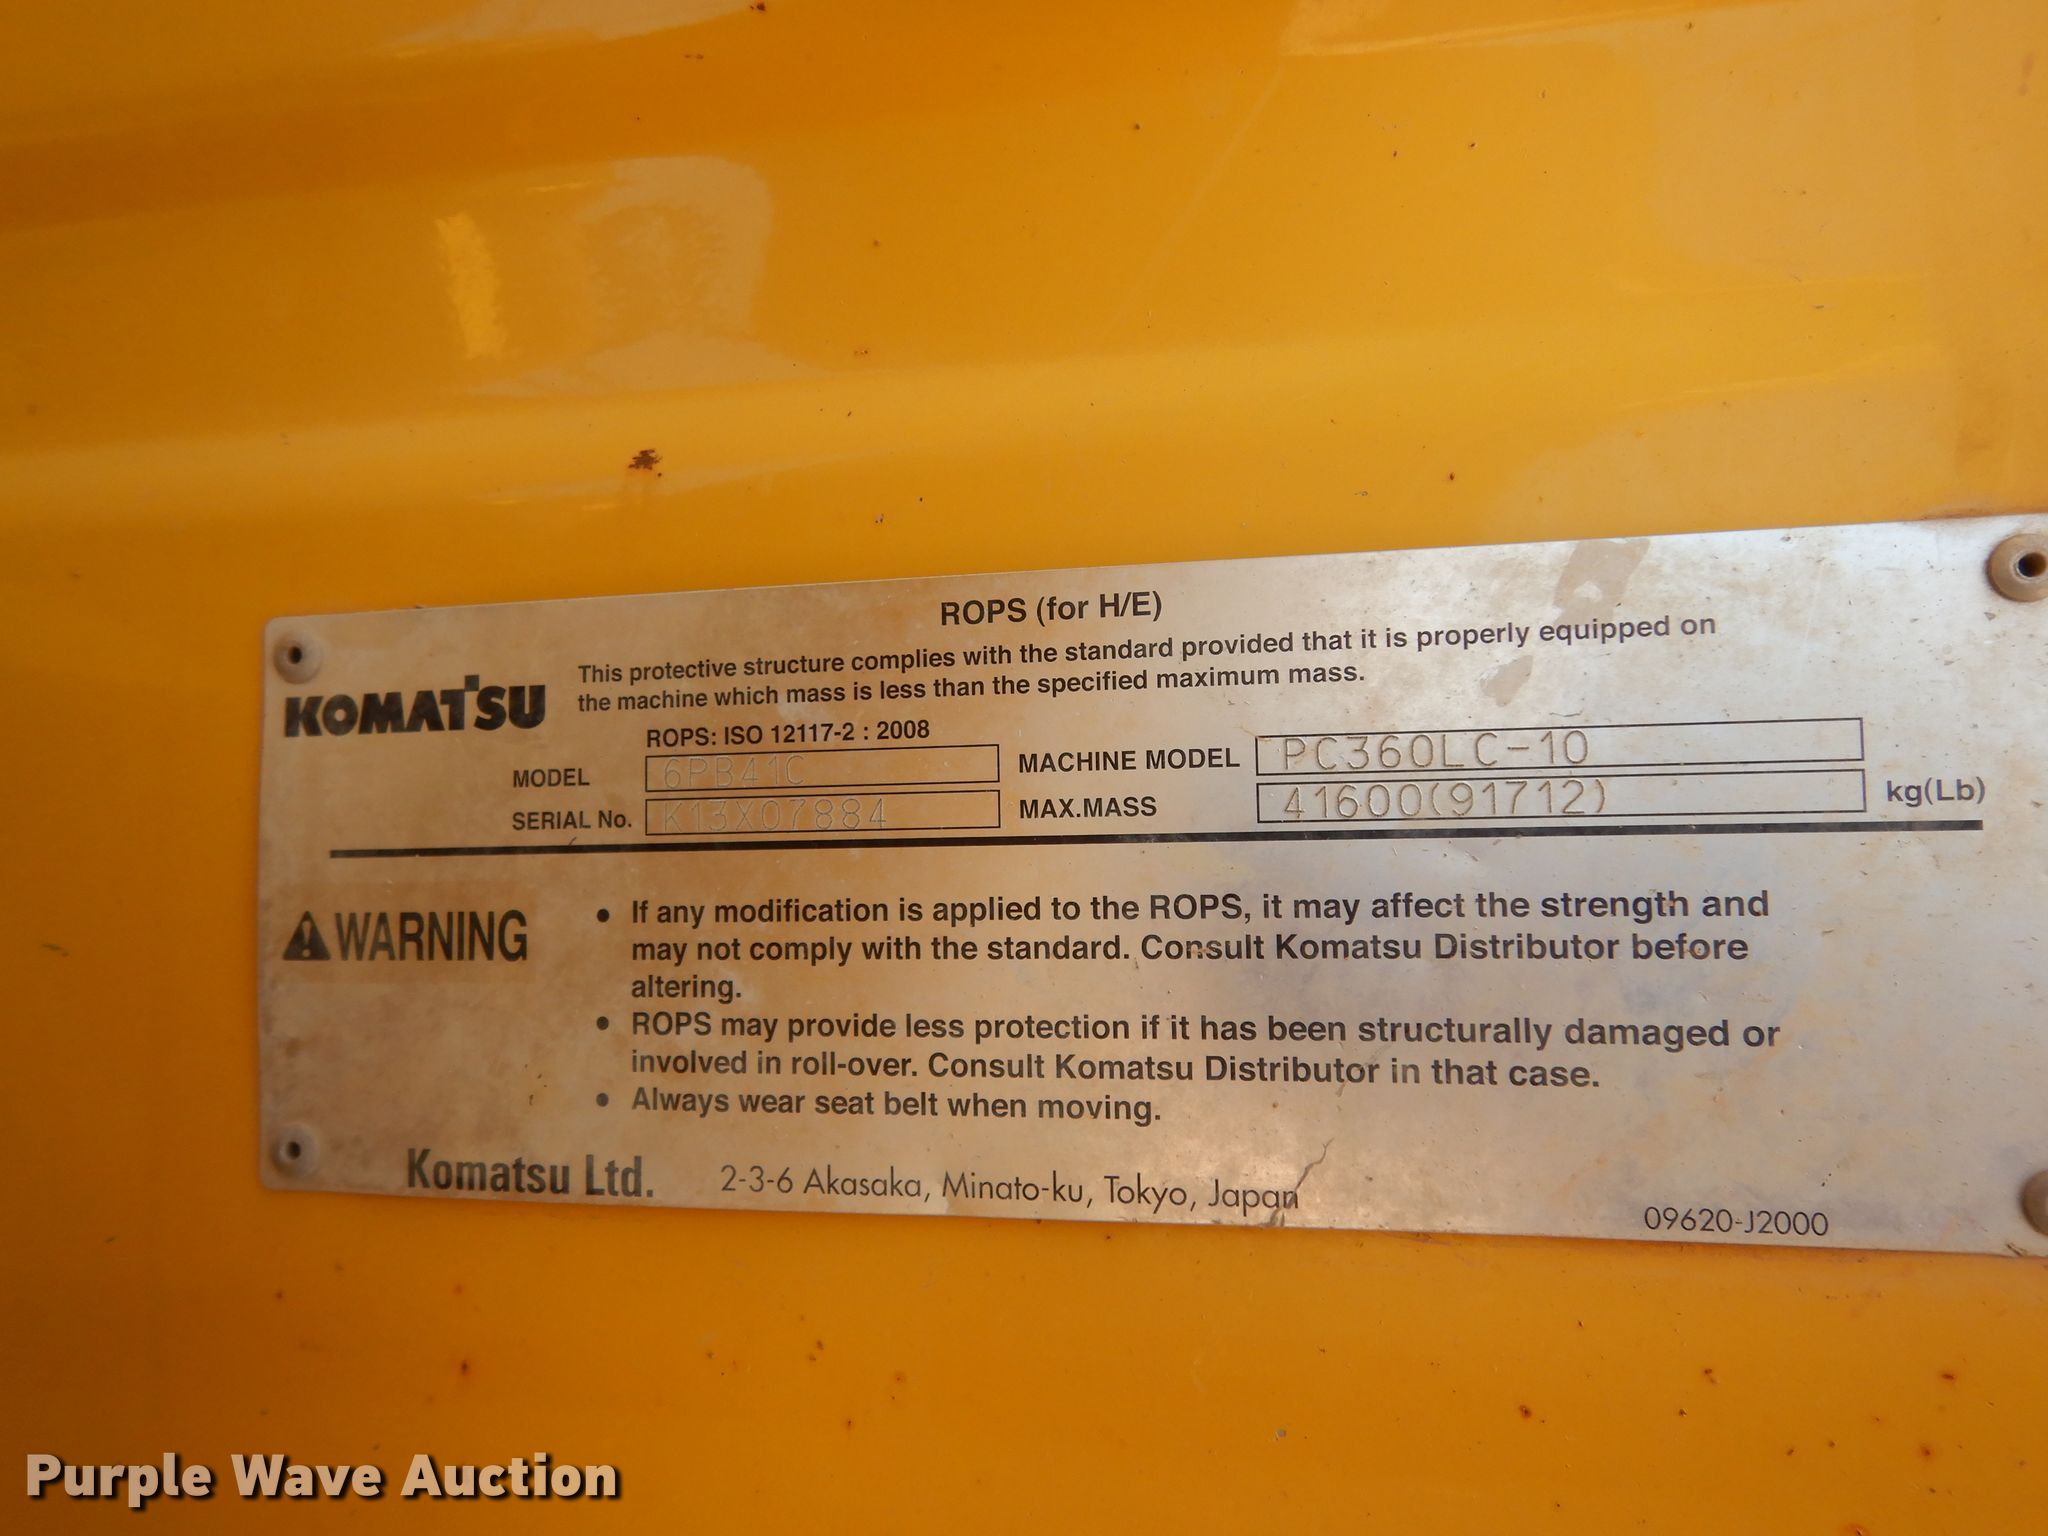 ROPS (for H/E)
KOMATSU
This protective structure complies with the standard provided that it is properly equipped on
the machine which mass is less than the specified maximum mass.
ROPS: ISO 12117-2 : 2008
MODEL 6PB41C MACHINE MODEL PC360LC-10
SERIAL No. K13X07884 MAX.MASS 41600(91712) kg(Lb)
WARNING
• If any modification is applied to the ROPS, it may affect the strength and
may not comply with the standard. Consult Komatsu Distributor before
altering.
• ROPS may provide less protection if it has been structurally damaged or
involved in roll-over. Consult Komatsu Distributor in that case.
• Always wear seat belt when moving.
Komatsu Ltd. 2-3-6 Akasaka, Minato-ku, Tokyo, Japan
09620-J2000
Purple Wave Auction